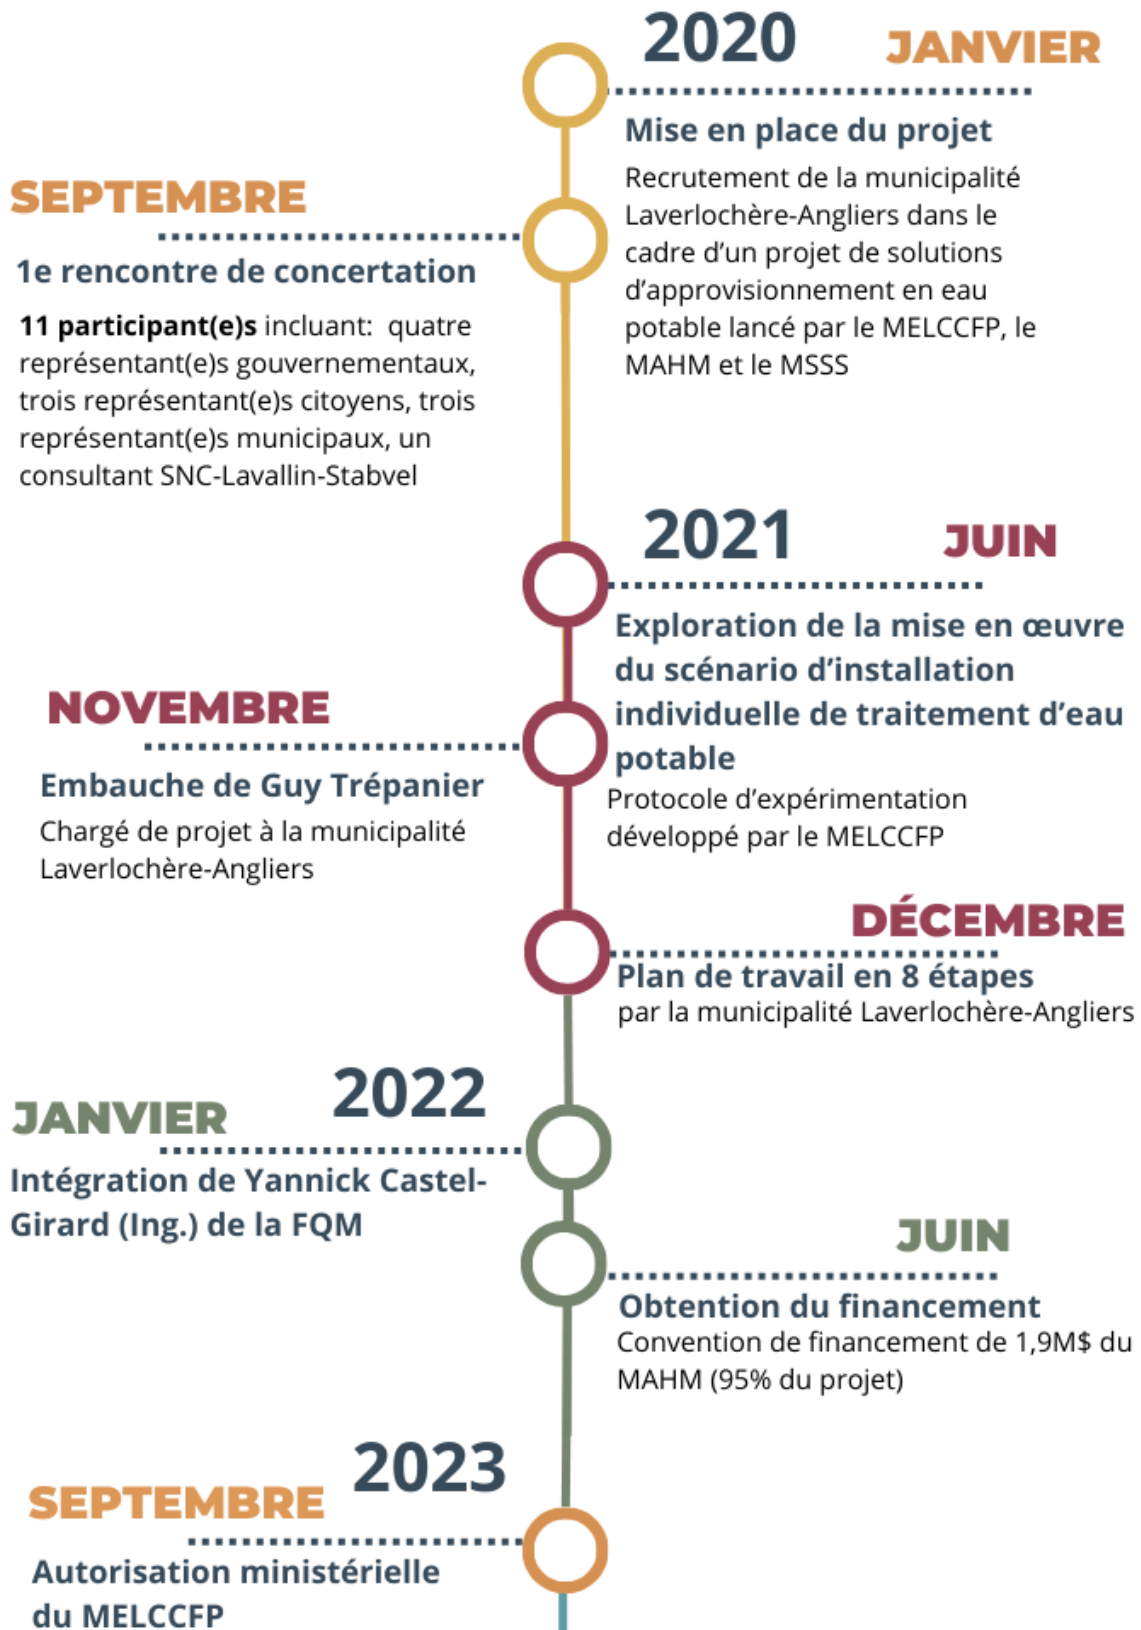 2020
JANVIER
Mise en place du projet
Recrutement de la municipalité
Laverlochère-Angliers dans le
cadre d'un projet de solutions
d'approvisionnement en eau
potable lancé par le MELCCFP, le
MAHM et le MSSS
SEPTEMBRE
1e rencontre de concertation
11 participant(e)s incluant: quatre
représentant(e)s gouvernementaux,
trois représentant(e)s citoyens, trois
représentant(e)s municipaux, un
consultant SNC-Lavallin-Stabvel
2021
JUIN
Exploration de la mise en œuvre
du scénario d'installation
individuelle de traitement d'eau
potable
Protocole d'expérimentation
développé par le MELCCFP
NOVEMBRE
Embauche de Guy Trépanier
Chargé de projet à la municipalité
Laverlochère-Angliers
DÉCEMBRE
Plan de travail en 8 étapes
par la municipalité Laverlochère-Angliers
2022
JANVIER
Intégration de Yannick Castel-
Girard (Ing.) de la FQM
JUIN
Obtention du financement
Convention de financement de 1,9M$ du
MAHM (95% du projet)
2023
SEPTEMBRE
Autorisation ministérielle
du MELCCFP